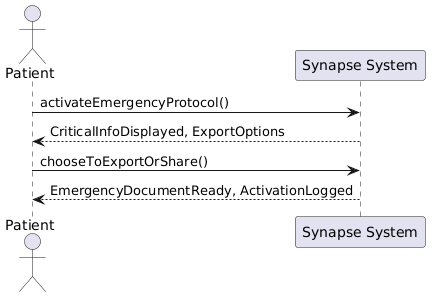 Patient
Synapse System
activateEmergencyProtocol()
CriticalInfoDisplayed, ExportOptions
chooseToExportOrShare()
EmergencyDocumentReady, ActivationLogged
Patient
Synapse System